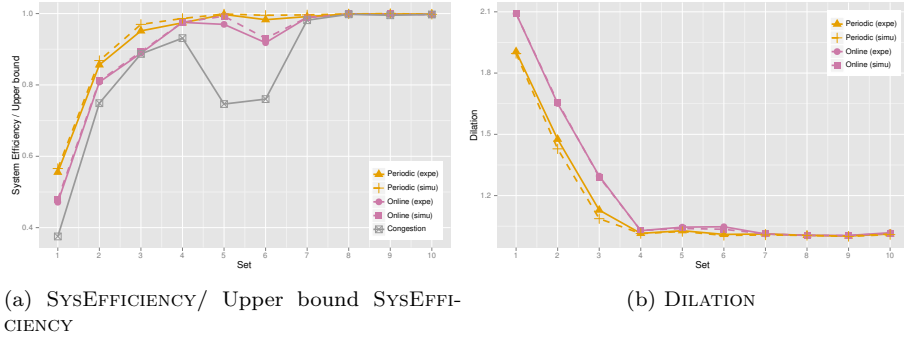 1.0
0.8
0.6
0.4
System Efficiency / Upper bound
1 2 3 4 5 6 7 8 9 10
Set
Periodic (expe)
Periodic (simu)
Online (expe)
Online (simu)
Congestion
(a) SYSEFFICIENCY/ Upper bound SYSEFFI-
CIENCY
2.1
1.8
1.5
1.2
Dilation
1 2 3 4 5 6 7 8 9 10
Set
Periodic (expe)
Periodic (simu)
Online (expe)
Online (simu)
(b) DILATION